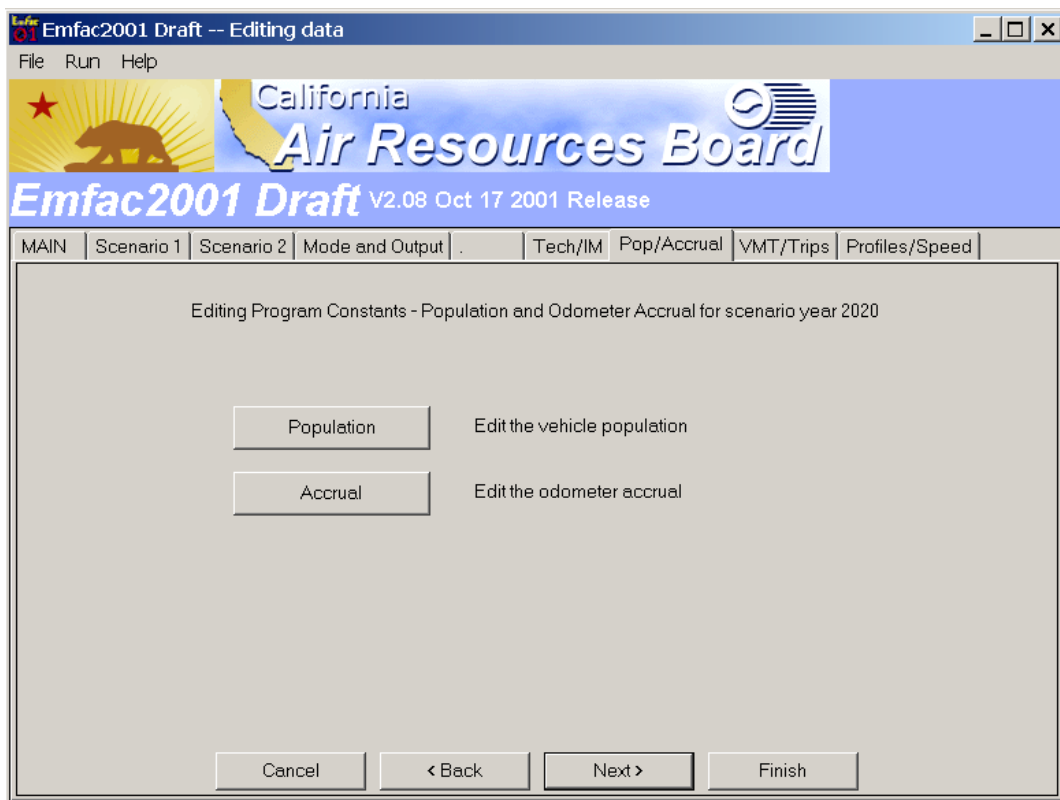 Emfac2001 Draft -- Editing data
File Run Help
California
Air Resources Board
Emfac2001 Draft V2.08 Oct 17 2001 Release
MAIN Scenario 1 Scenario 2 Mode and Output . Tech/IM Pop/Accrual VMT/Trips Profiles/Speed
Editing Program Constants - Population and Odometer Accrual for scenario year 2020
Population Edit the vehicle population
Accrual Edit the odometer accrual
Cancel < Back Next > Finish